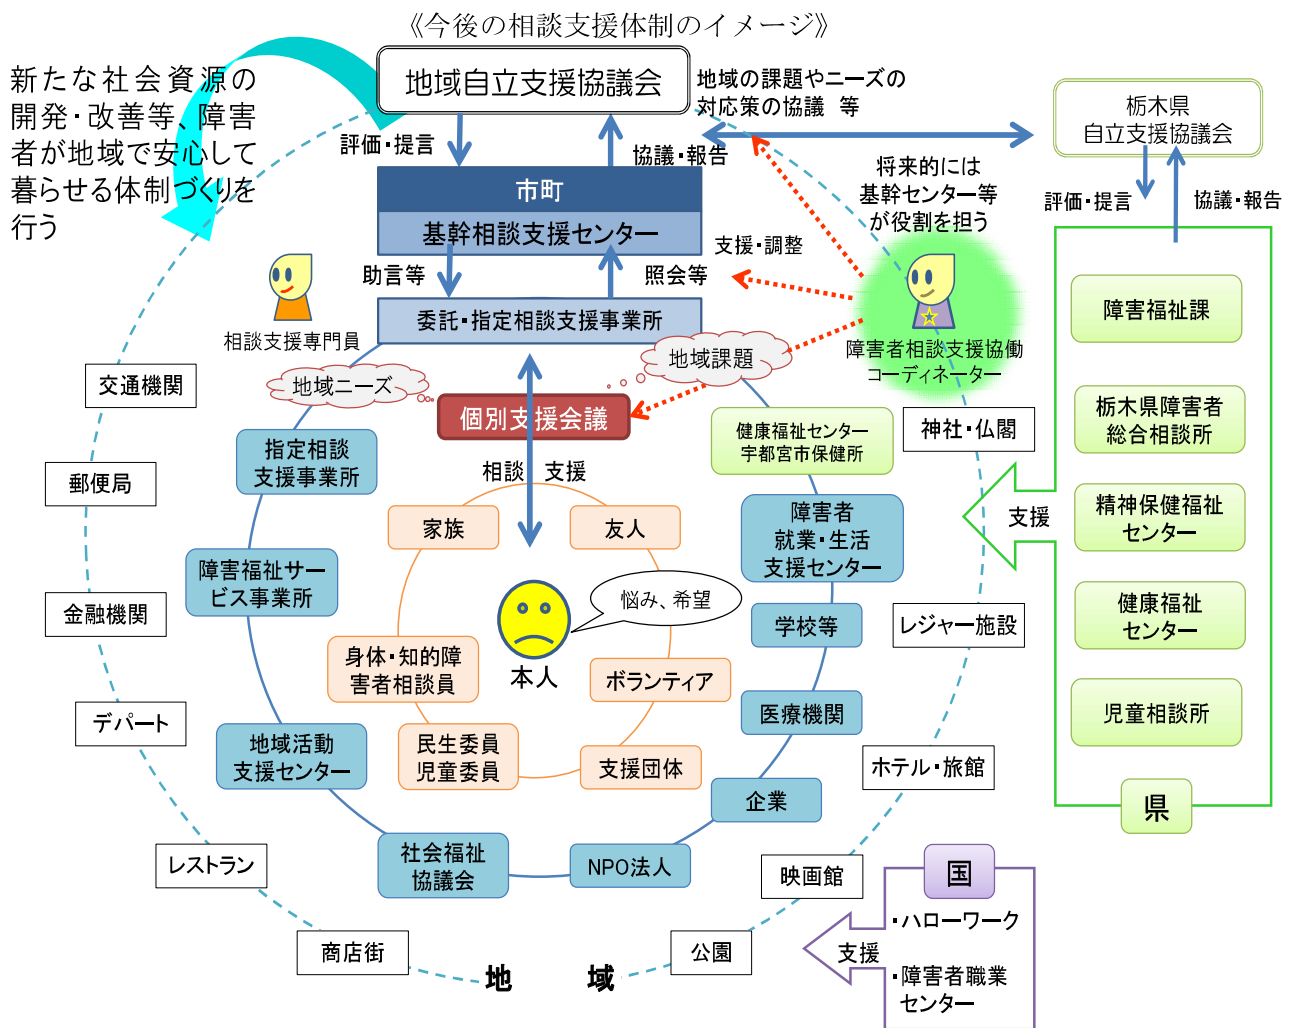 《今後の相談支援体制のイメージ》
新たな社会資源の
開発・改善等、障害
者が地域で安心して
暮らせる体制づくりを
行う
地域自立支援協議会
地域の課題やニーズの
対応策の協議 等
栃木県
自立支援協議会
評価・提言
協議・報告
評価・提言
協議・報告
市町
基幹相談支援センター
将来的には
基幹センター等
が役割を担う
支援・調整
助言等
照会等
相談支援専門員
委託・指定相談支援事業所
障害者相談支援協働
コーディネーター
地域ニーズ
地域課題
個別支援会議
相談
支援
交通機関
郵便局
金融機関
デパート
レストラン
商店街
地 域
公園
映画館
ホテル・旅館
レジャー施設
神社・仏閣
指定相談
支援事業所
障害福祉サー
ビス事業所
地域活動
支援センター
社会福祉
協議会
NPO法人
企業
医療機関
学校等
障害者
就業・生活
支援センター
健康福祉センター
宇都宮市保健所
家族
友人
身体・知的障
害者相談員
ボランティア
民生委員
児童委員
支援団体
悩み、希望
本人
支援
障害福祉課
栃木県障害者
総合相談所
精神保健福祉
センター
健康福祉
センター
児童相談所
県
国
支援
・ハローワーク
・障害者職業
センター